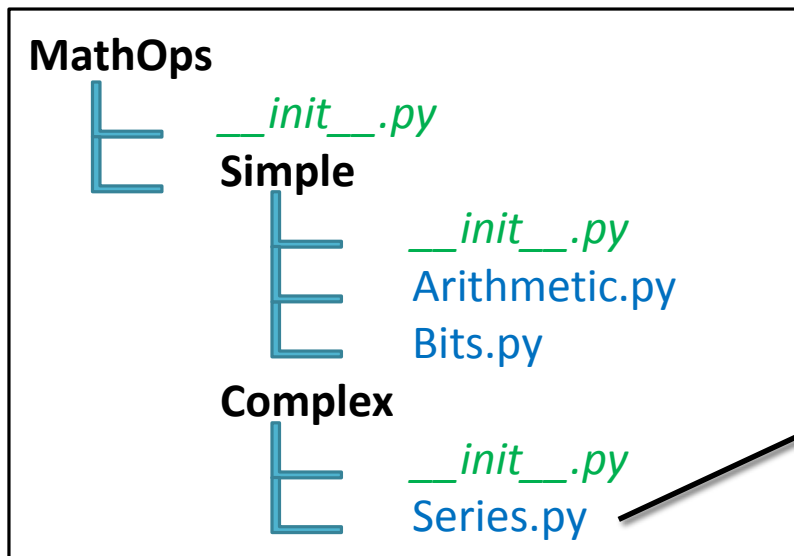 MathOps
__init__.py
Simple
__init__.py
Arithmetic.py
Bits.py
Complex
__init__.py
Series.py